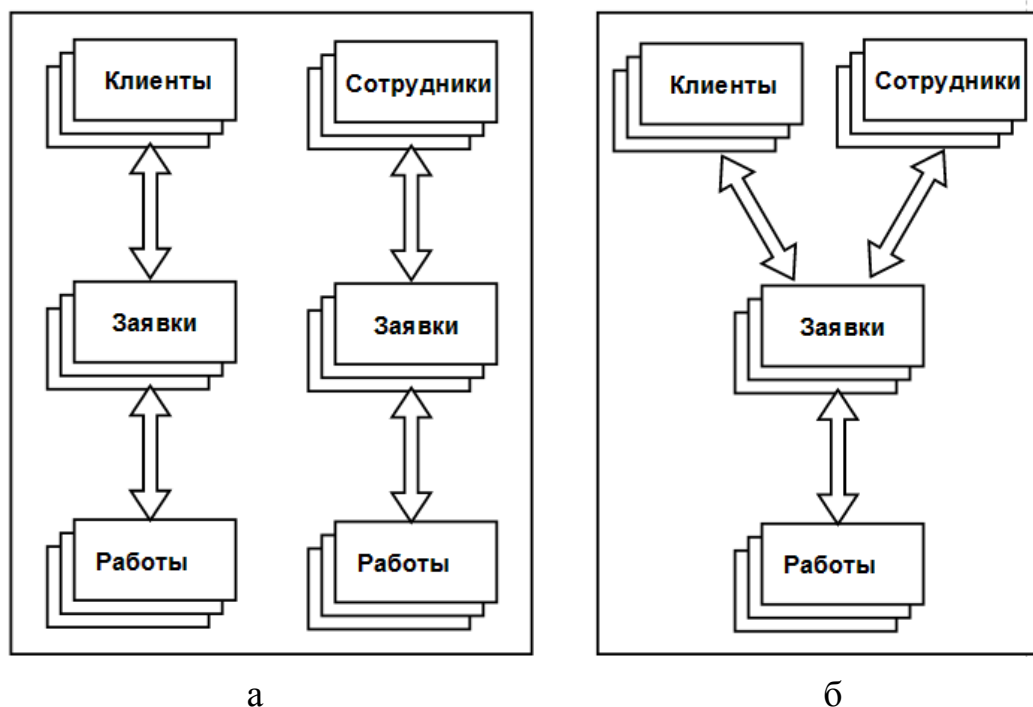 Клиенты
Сотрудники
Заявки
Заявки
Работы
Работы
а
Клиенты
Сотрудники
Заявки
Работы
б